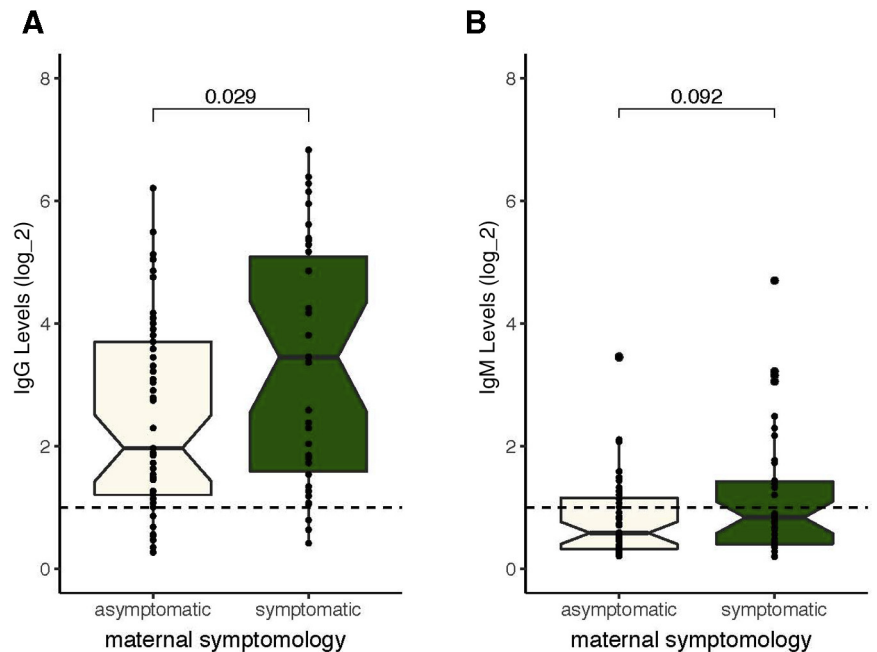 A
8
6
4
2
0
IgG Levels (log_2)
0.029
asymptomatic symptomatic
maternal symptomology
B
8
6
4
2
0
IgM Levels (log_2)
0.092
asymptomatic symptomatic
maternal symptomology